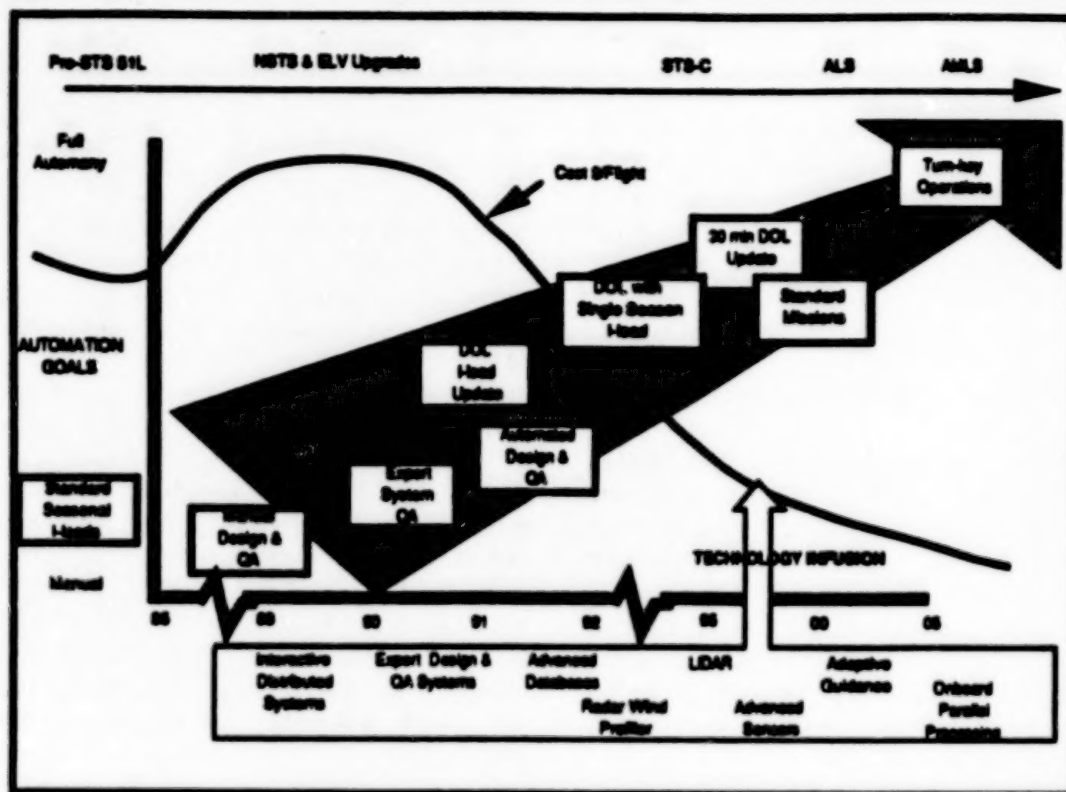 Pre-STS 51L
NSTS & ELV Upgrades
STS-C
ALS
AMLS
Full
Autonomy
Cost $/Flight
Turn-key
Operations
30 min DOL
Update
DOL with
Single Season
I-load
Standard
Missions
AUTOMATION
GOALS
DOL
I-load
Update
Automated
Design &
QA
Expert
System
QA
Standard
Seasonal
I-loads
Manual
Design &
QA
Manual
TECHNOLOGY INFUSION
90
91
92
95
00
05
Interactive
Distributed
Systems
Expert Design &
QA Systems
Advanced
Databases
LIDAR
Adaptive
Guidance
Radar Wind
Profiler
Advanced
Sensors
Onboard
Parallel
Processing